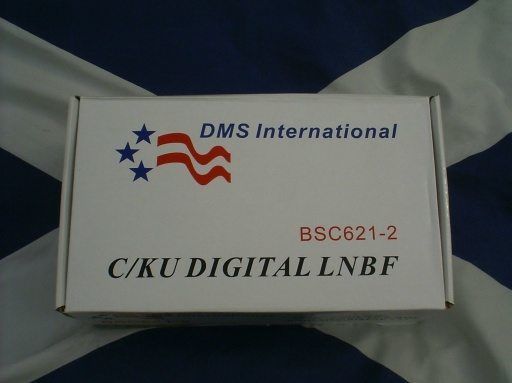 DMS International
BSC621-2
C/KU DIGITAL LNBF